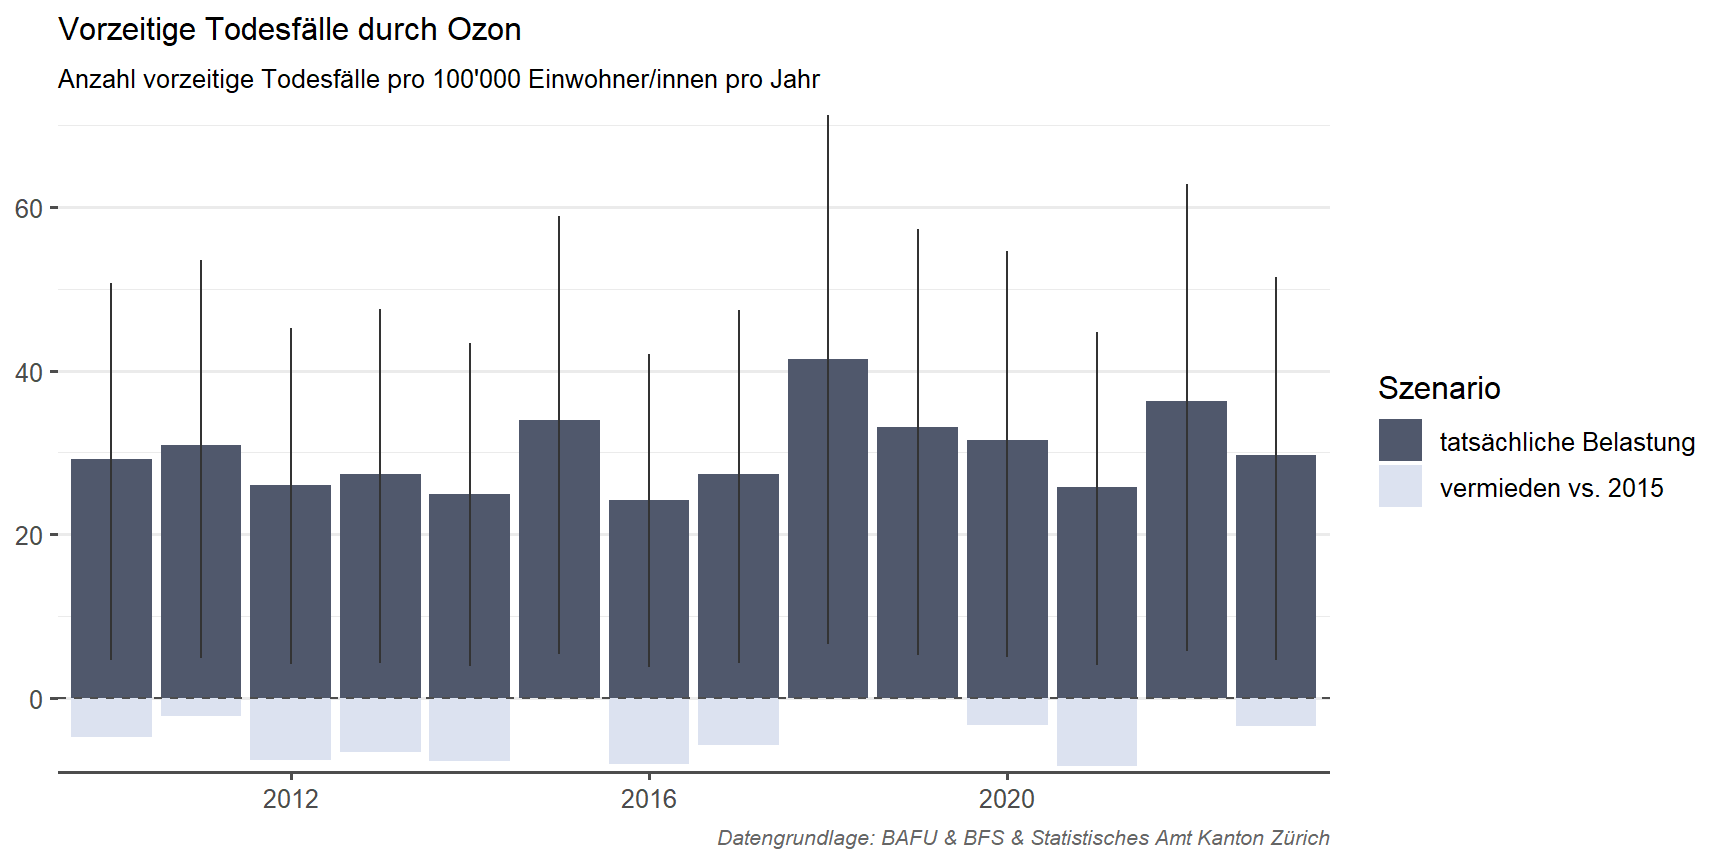 Vorzeitige Todesfälle durch Ozon
Anzahl vorzeitige Todesfälle pro 100'000 Einwohner/innen pro Jahr
60
40
20
0
2012
2016
2020
Szenario
tatsächliche Belastung
vermieden vs. 2015
Datengrundlage: BAFU & BFS & Statistisches Amt Kanton Zürich